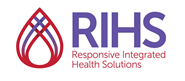 RIHS
Responsive Integrated
Health Solutions